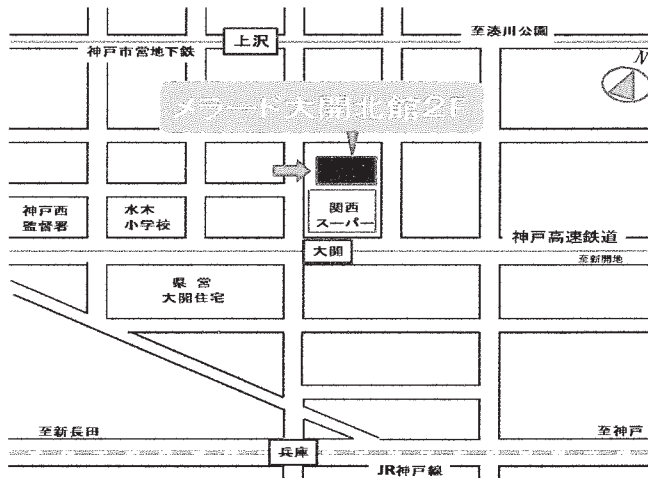 至湊川公園
上沢
神戸市営地下鉄
N
メラード大開北館2F
神戸西
監督署
水木
小学校
関西
スーパー
神戸高速鉄道
大開
至新開地
県営
大開住宅
至新長田
至神戸
兵庫
JR神戸線